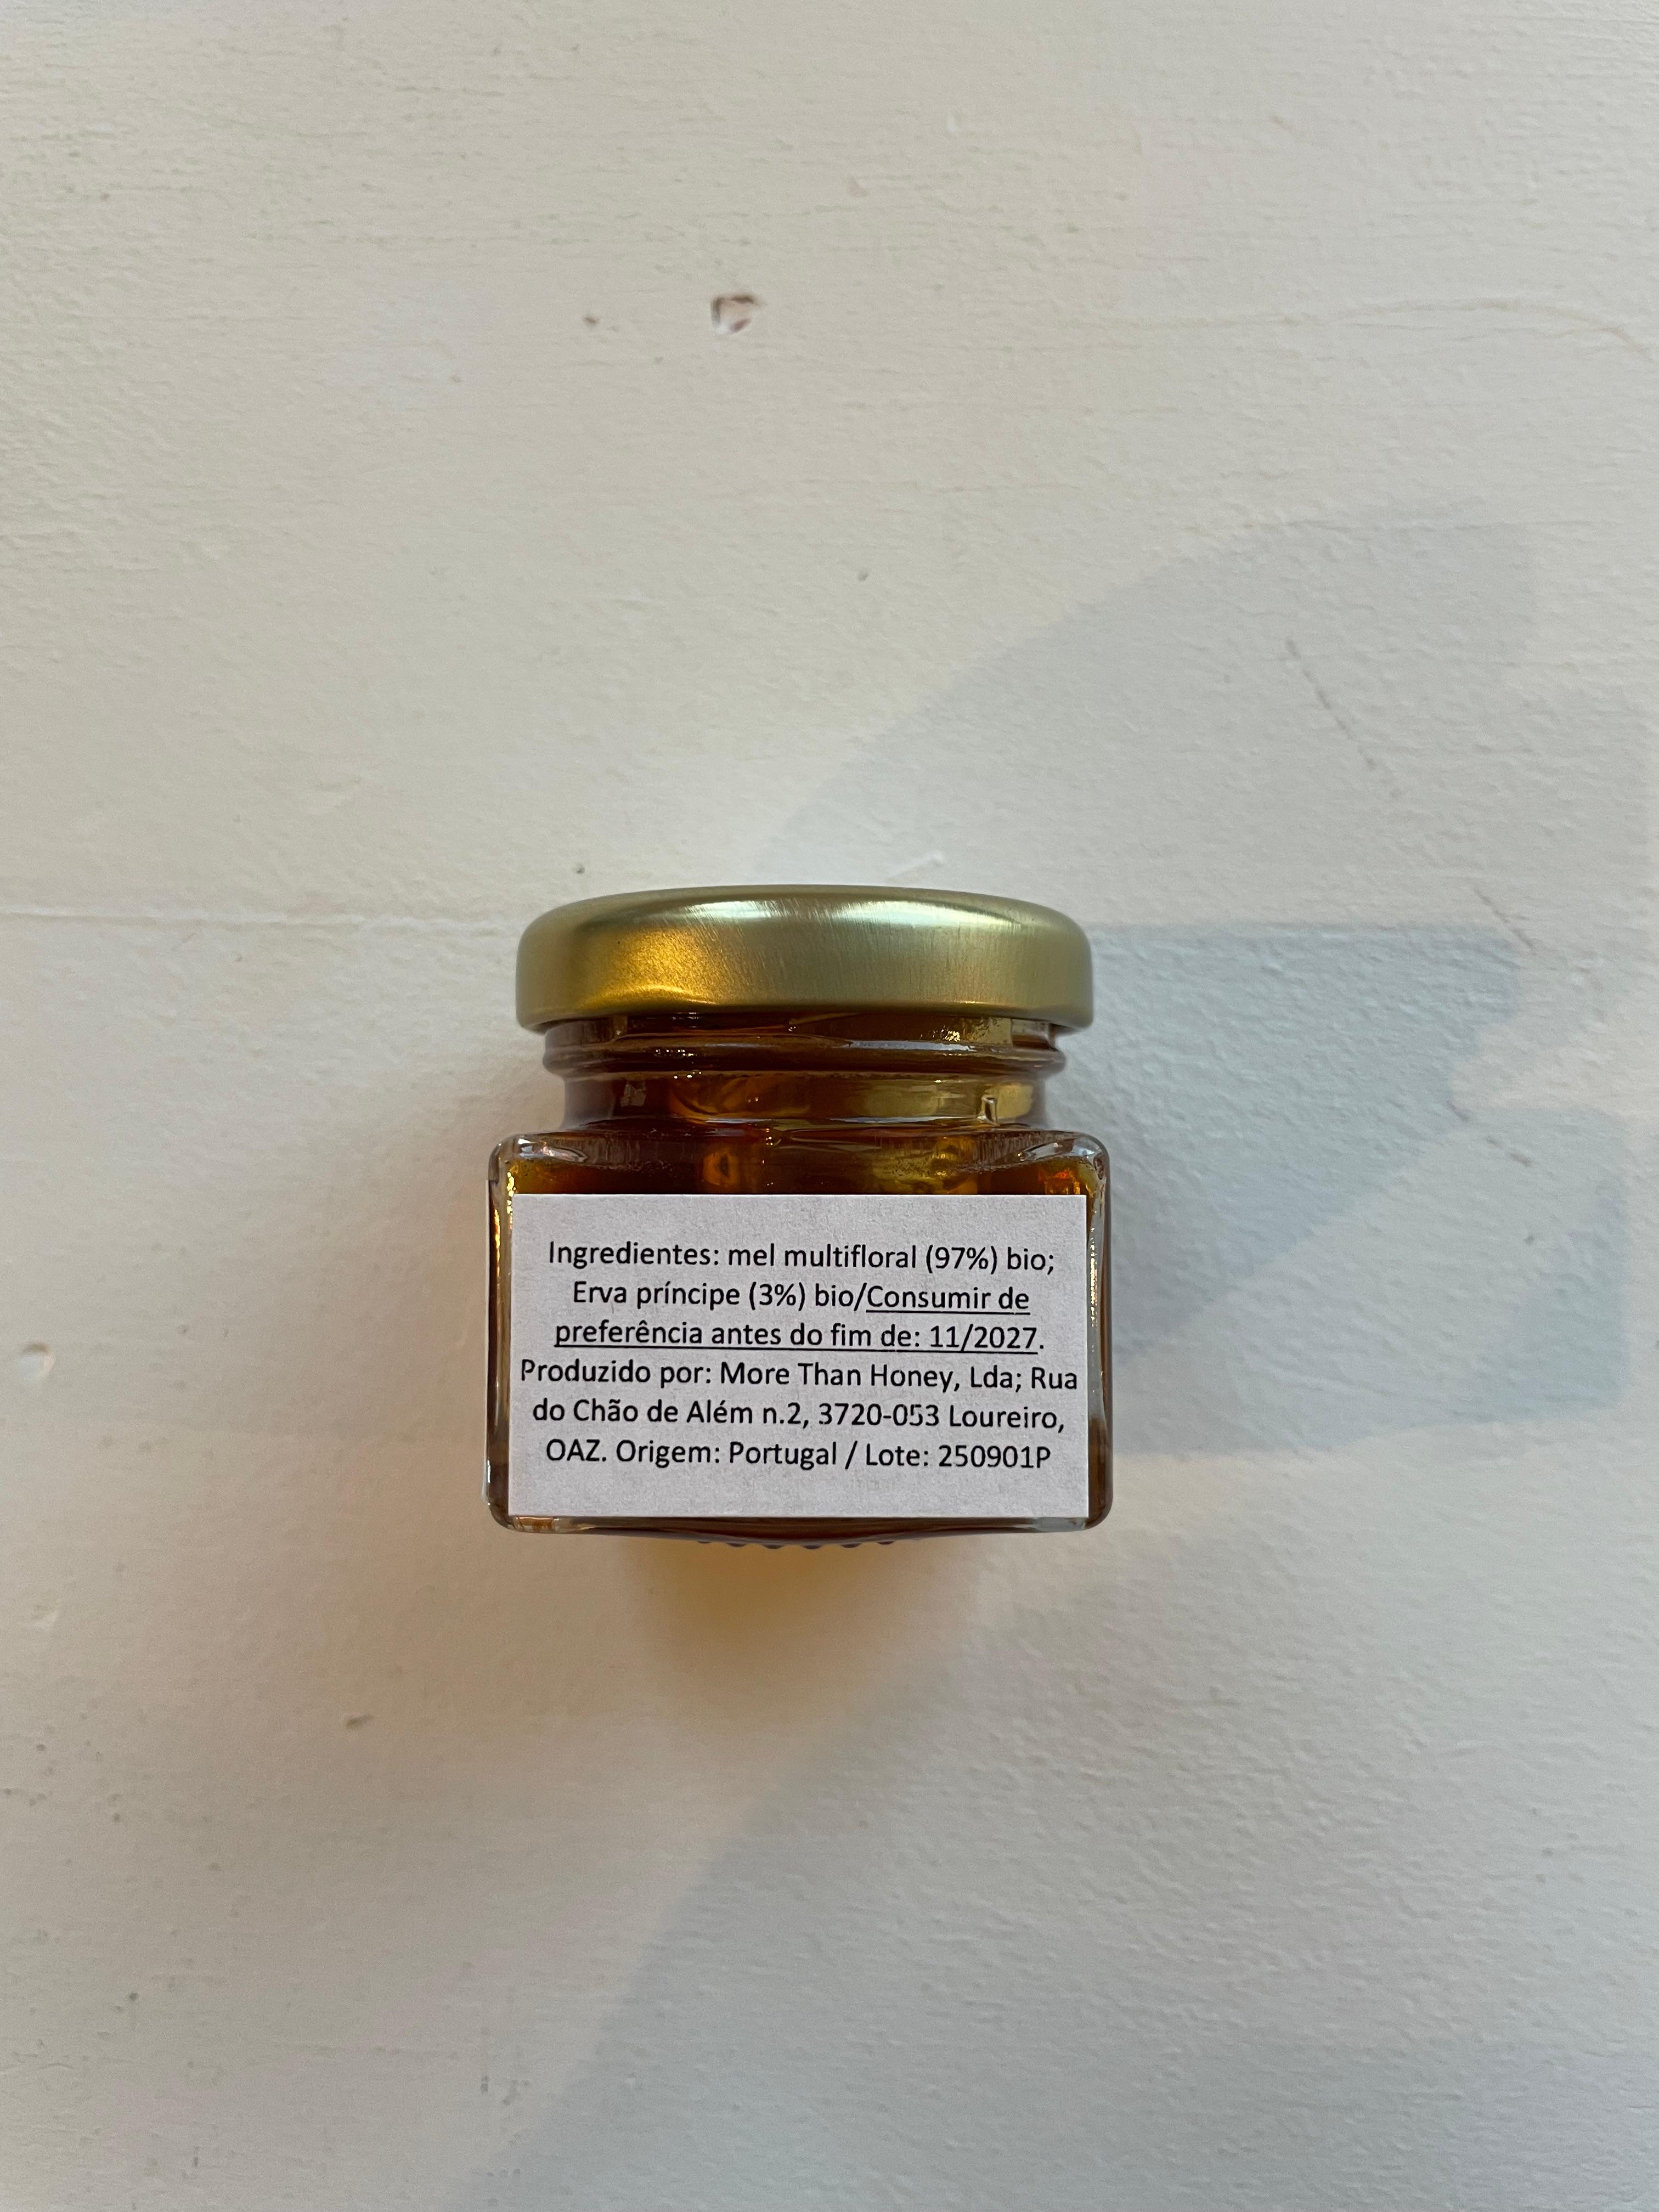 Ingredientes: mel multifloral (97%) bio;
Erva príncipe (3%) bio/Consumir de
preferência antes do fim de: 11/2027.
Produzido por: More Than Honey, Lda; Rua
do Chão de Além n.2, 3720-053 Loureiro,
OAZ. Origem: Portugal / Lote: 250901P